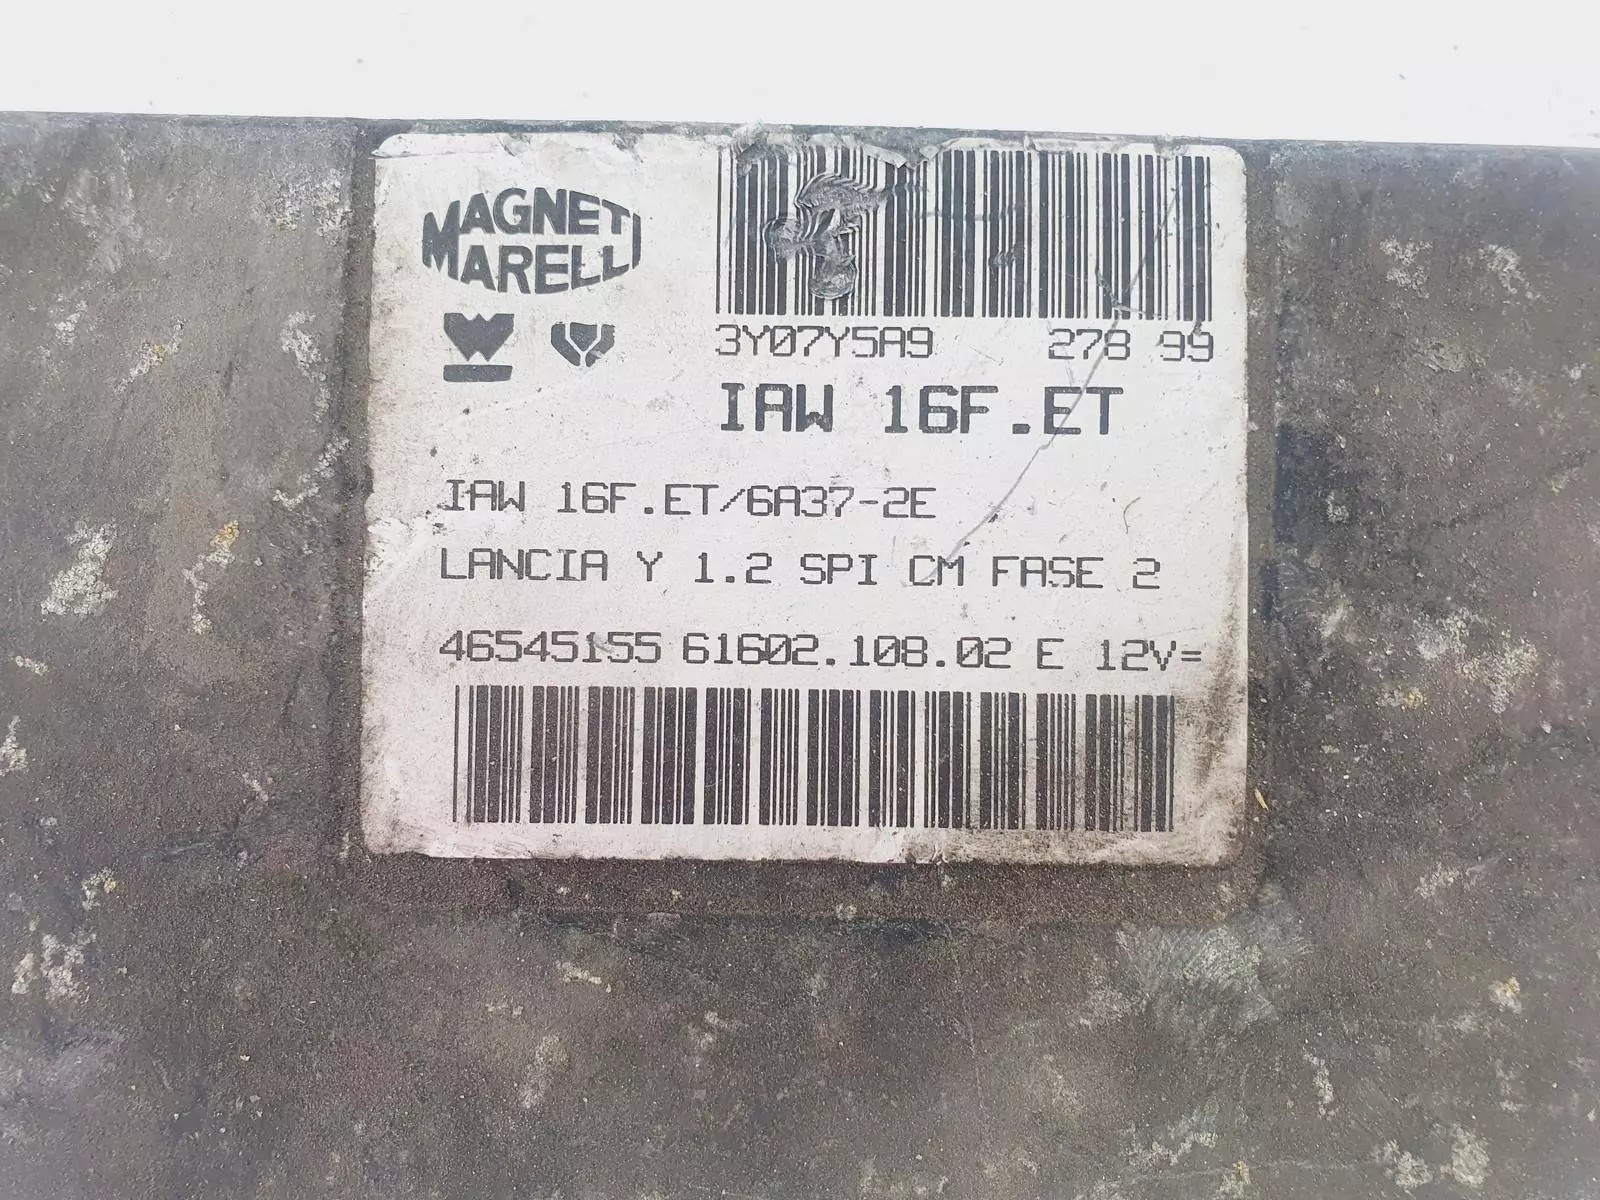 MAGNETI
MARELLI
3Y07Y5A9 278 99
IAW 16F.ET
IAW 16F.ET/6A37-2E
LANCIA Y 1.2 SPI CM FASE 2
46545155 61602.108.02 E 12V=